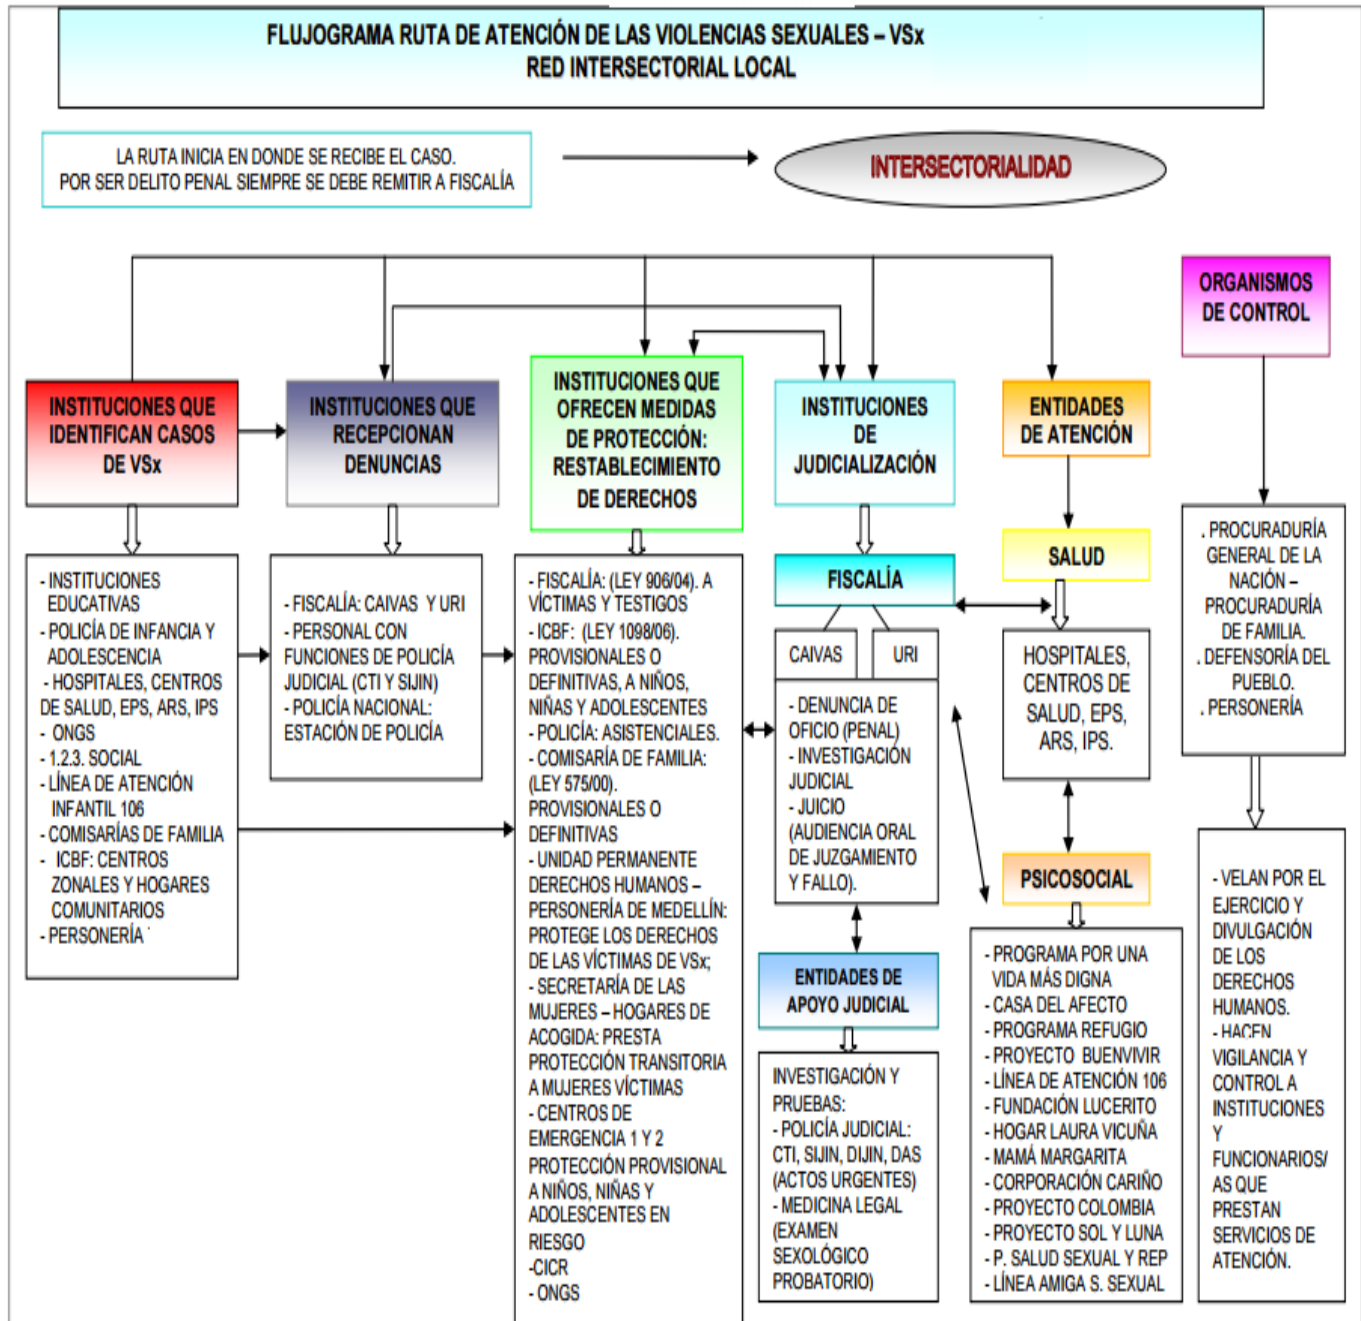 FLUJOGRAMA RUTA DE ATENCIÓN DE LAS VIOLENCIAS SEXUALES – VSx
RED INTERSECTORIAL LOCAL
LA RUTA INICIA EN DONDE SE RECIBE EL CASO.
POR SER DELITO PENAL SIEMPRE SE DEBE REMITIR A FISCALÍA
INTERSECTORIALIDAD
INSTITUCIONES QUE
IDENTIFICAN CASOS
DE VSx
- INSTITUCIONES
EDUCATIVAS
- POLICÍA DE INFANCIA Y
ADOLESCENCIA
- HOSPITALES, CENTROS
DE SALUD, EPS, ARS, IPS
- ONGS
- 1.2.3. SOCIAL
- LÍNEA DE ATENCIÓN
INFANTIL 106
- COMISARÍAS DE FAMILIA
- ICBF: CENTROS
ZONALES Y HOGARES
COMUNITARIOS
- PERSONERÍA
INSTITUCIONES QUE
RECEPCIONAN
DENUNCIAS
- FISCALÍA: CAIVAS Y URI
- PERSONAL CON
FUNCIONES DE POLICÍA
JUDICIAL (CTI Y SIJIN)
- POLICÍA NACIONAL:
ESTACIÓN DE POLICÍA
INSTITUCIONES QUE
OFRECEN MEDIDAS
DE PROTECCIÓN:
RESTABLECIMIENTO
DE DERECHOS
- FISCALÍA: (LEY 906/04). A
VÍCTIMAS Y TESTIGOS
- ICBF: (LEY 1098/06).
PROVISIONALES O
DEFINITIVAS, A NIÑOS,
NIÑAS Y ADOLESCENTES
- POLICÍA: ASISTENCIALES.
- COMISARÍA DE FAMILIA:
(LEY 575/00).
PROVISIONALES O
DEFINITIVAS
- UNIDAD PERMANENTE
DERECHOS HUMANOS –
PERSONERÍA DE MEDELLÍN:
PROTEGE LOS DERECHOS
DE LAS VÍCTIMAS DE VSx;
- SECRETARÍA DE LAS
MUJERES – HOGARES DE
ACOGIDA: PRESTA
PROTECCIÓN TRANSITORIA
A MUJERES VÍCTIMAS
- CENTROS DE
EMERGENCIA 1 Y 2
PROTECCIÓN PROVISIONAL
A NIÑOS, NIÑAS Y
ADOLESCENTES EN
RIESGO
-CICR
- ONGS
INSTITUCIONES
DE
JUDICIALIZACIÓN
FISCALÍA
CAIVAS
URI
- DENUNCIA DE
OFICIO (PENAL)
- INVESTIGACIÓN
JUDICIAL
- JUICIO
(AUDIENCIA ORAL
DE JUZGAMIENTO
Y FALLO).
ENTIDADES DE
APOYO JUDICIAL
INVESTIGACIÓN Y
PRUEBAS:
- POLICÍA JUDICIAL:
CTI, SIJIN, DIJIN, DAS
(ACTOS URGENTES)
- MEDICINA LEGAL
(EXAMEN
SEXOLÓGICO
PROBATORIO)
ENTIDADES
DE ATENCIÓN
SALUD
HOSPITALES,
CENTROS DE
SALUD, EPS,
ARS, IPS.
PSICOSOCIAL
- PROGRAMA POR UNA
VIDA MÁS DIGNA
- CASA DEL AFECTO
- PROGRAMA REFUGIO
- PROYECTO BUENVIVIR
- LÍNEA DE ATENCIÓN 106
- FUNDACIÓN LUCERITO
- HOGAR LAURA VICUÑA
- MAMÁ MARGARITA
- CORPORACIÓN CARIÑO
- PROYECTO COLOMBIA
- PROYECTO SOL Y LUNA
- P. SALUD SEXUAL Y REP
- LÍNEA AMIGA S. SEXUAL
ORGANISMOS
DE CONTROL
. PROCURADURÍA
GENERAL DE LA
NACIÓN –
PROCURADURÍA
DE FAMILIA.
. DEFENSORÍA DEL
PUEBLO.
. PERSONERÍA
- VELAN POR EL
EJERCICIO Y
DIVULGACIÓN
DE LOS
DERECHOS
HUMANOS.
- HACEN
VIGILANCIA Y
CONTROL A
INSTITUCIONES
Y
FUNCIONARIOS/
AS QUE
PRESTAN
SERVICIOS DE
ATENCIÓN.